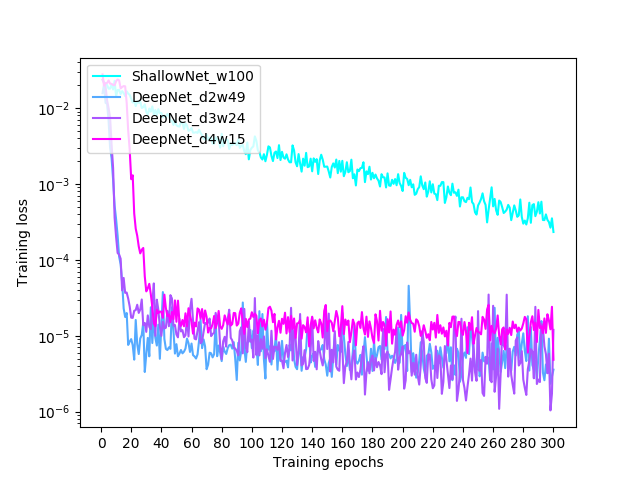 ShallowNet_w100
DeepNet_d2w49
DeepNet_d3w24
DeepNet_d4w15
Training loss
10⁻²
10⁻³
10⁻⁴
10⁻⁵
10⁻⁶
0 20 40 60 80 100 120 140 160 180 200 220 240 260 280 300
Training epochs